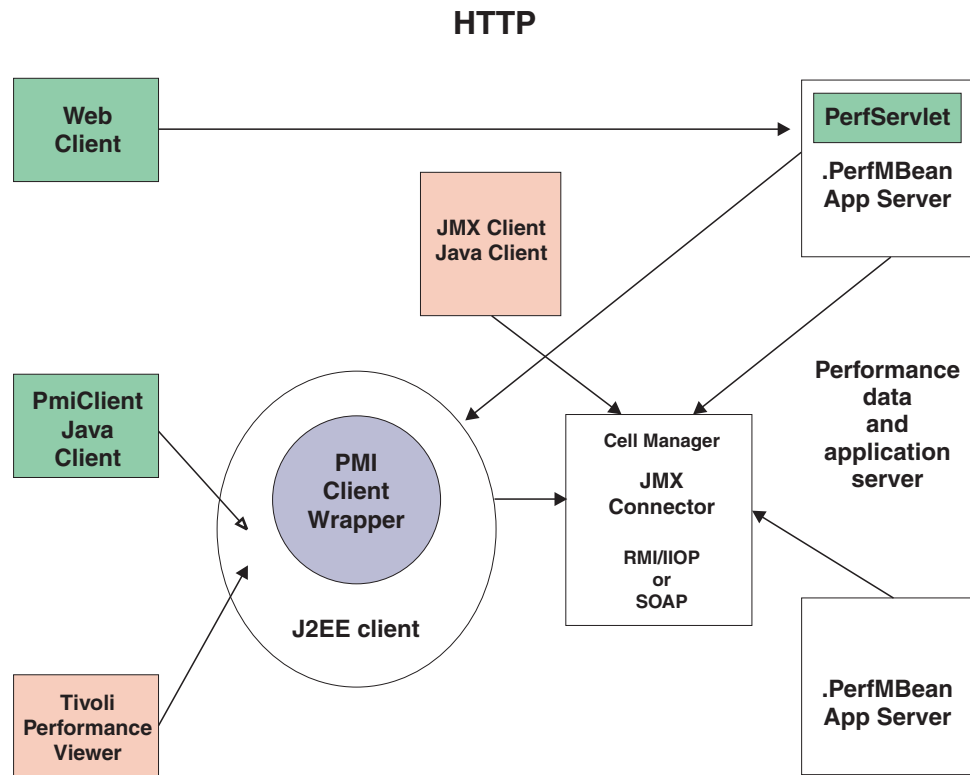 HTTP
Web
Client
PerfServlet
.PerfMBean
App Server
JMX Client
Java Client
PmiClient
Java
Client
PMI
Client
Wrapper
J2EE client
Cell Manager
JMX
Connector
RMI/IIOP
or
SOAP
Performance
data
and
application
server
Tivoli
Performance
Viewer
.PerfMBean
App Server